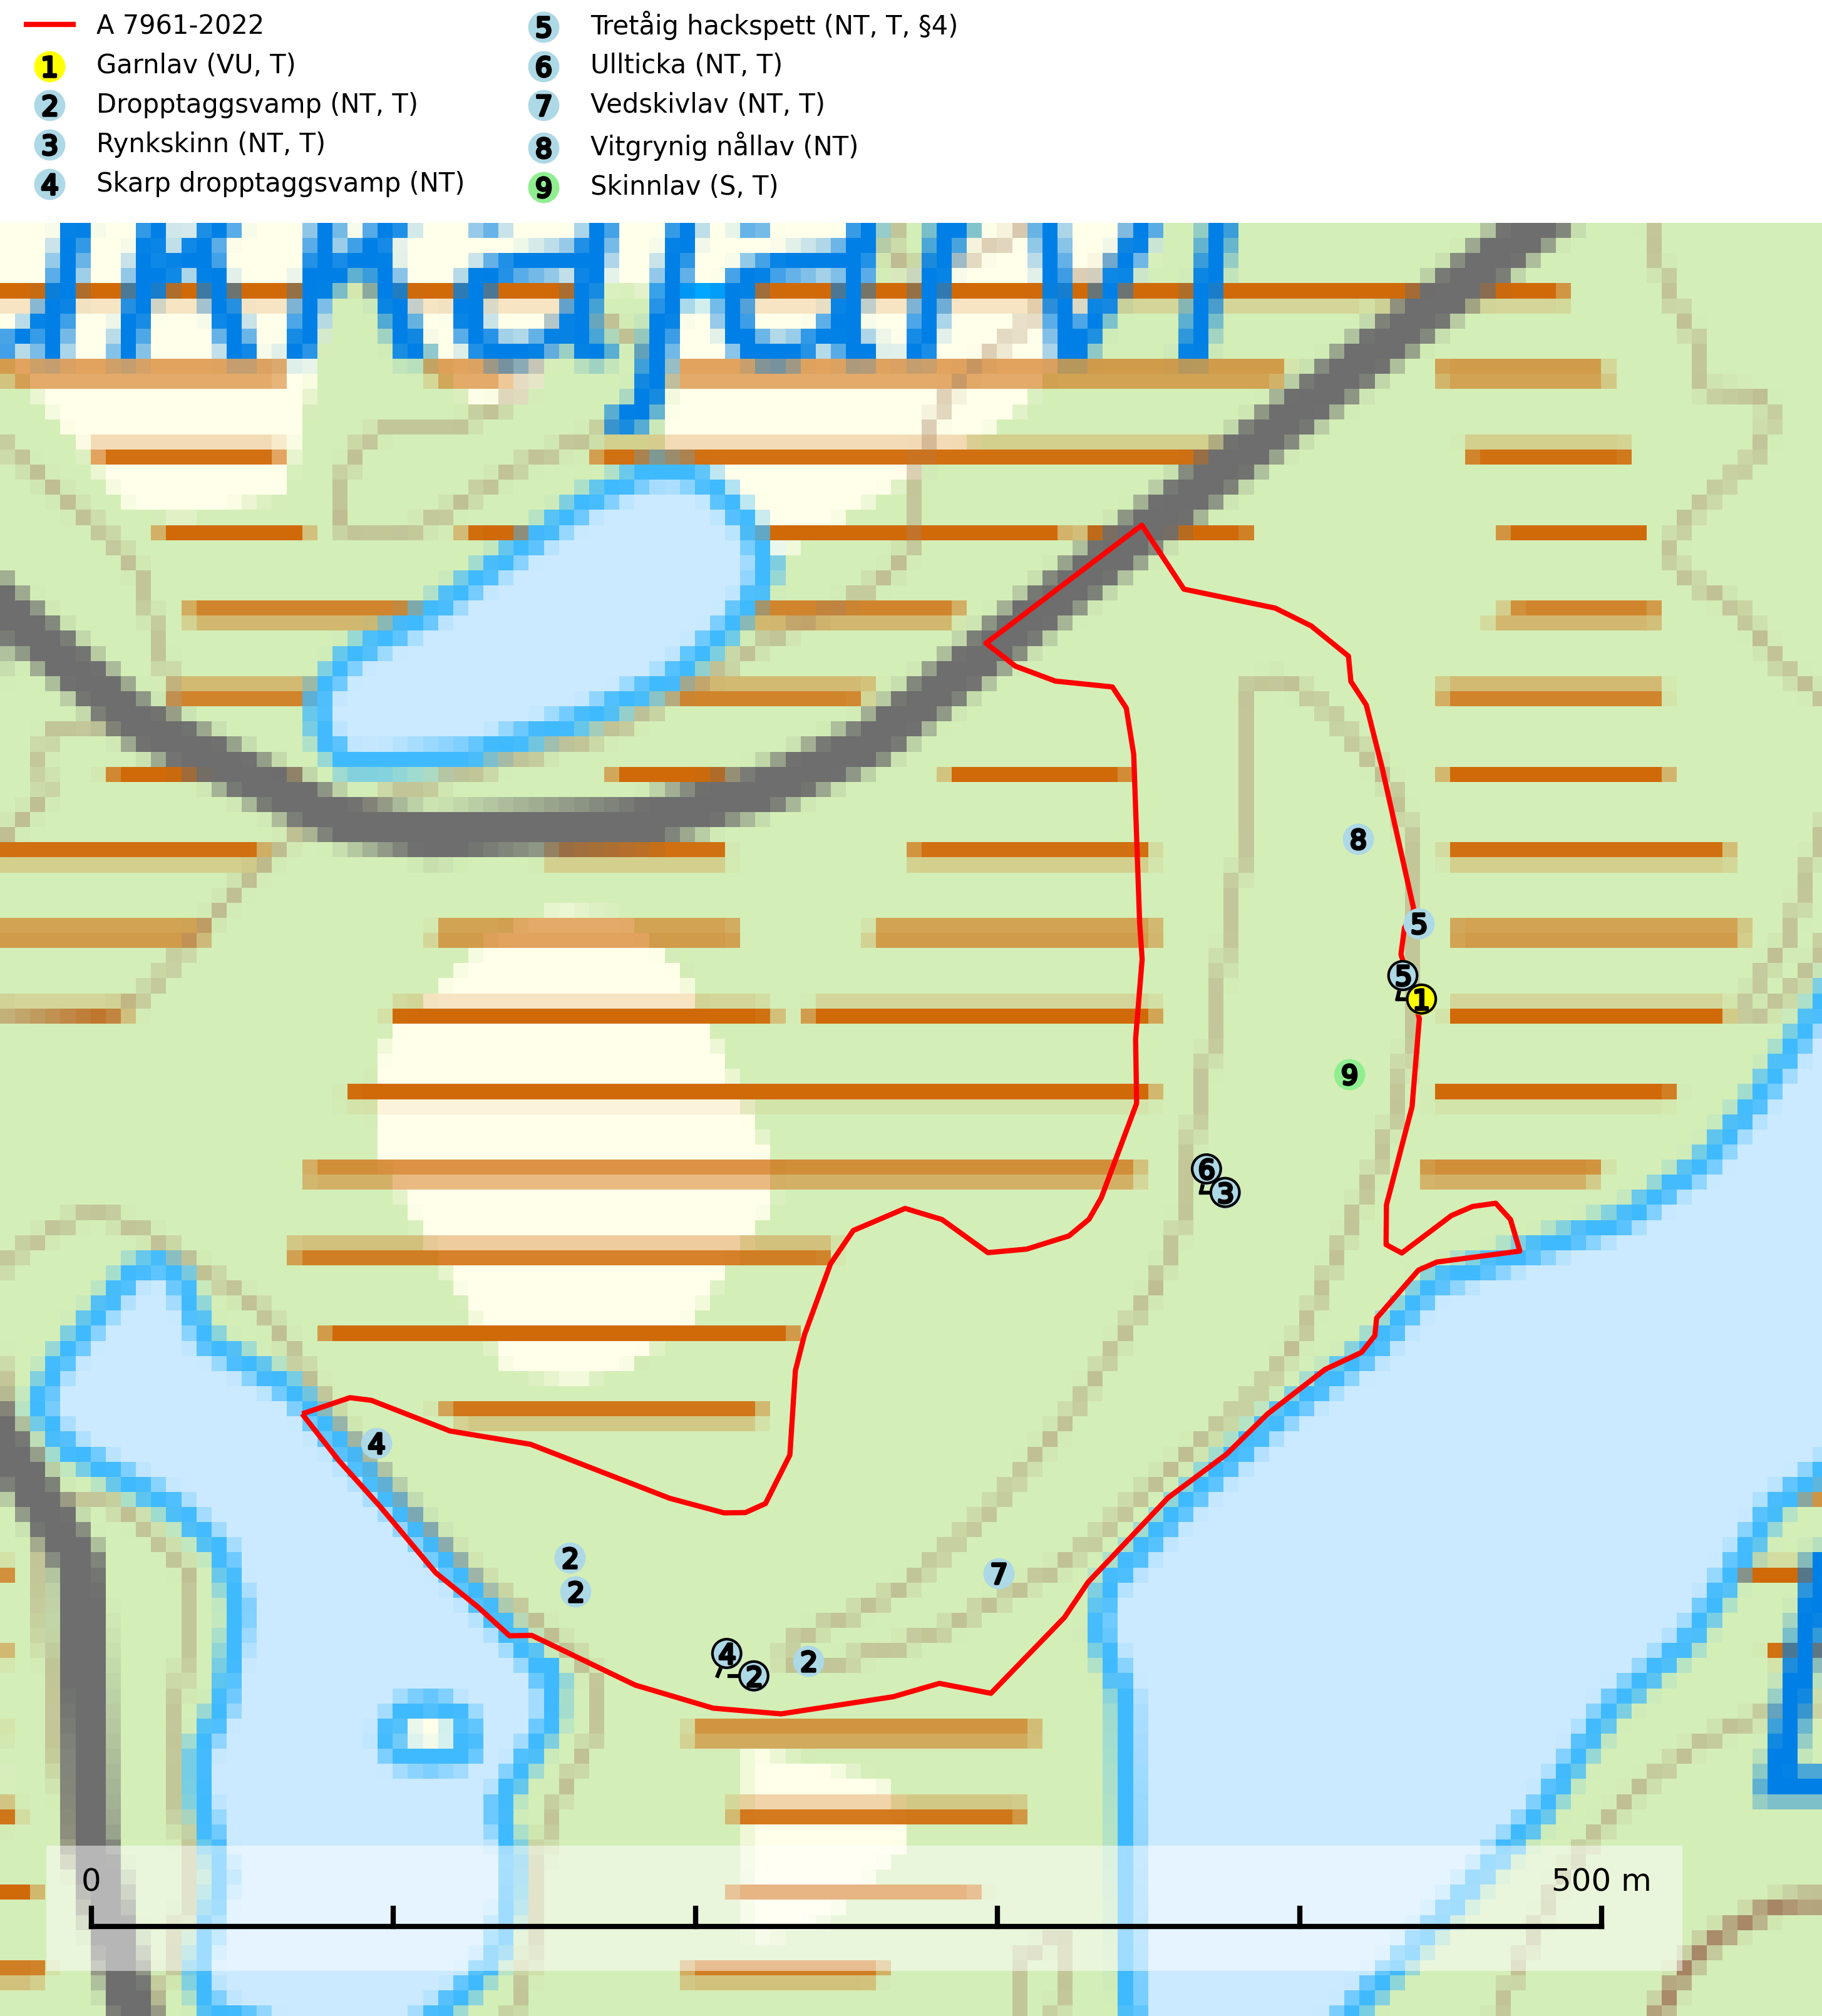 A 7961-2022
1 Garnlav (VU, T)
2 Dropptaggsvamp (NT, T)
3 Rynkskinn (NT, T)
4 Skarp dropptaggsvamp (NT)
5 Tretåig hackspett (NT, T, §4)
6 Ullticka (NT, T)
7 Vedskivlav (NT, T)
8 Vitgrynig nållav (NT)
9 Skinnlav (S, T)
8
5
5
1
9
6
3
4
2
2
7
4
2
2
0 500 m